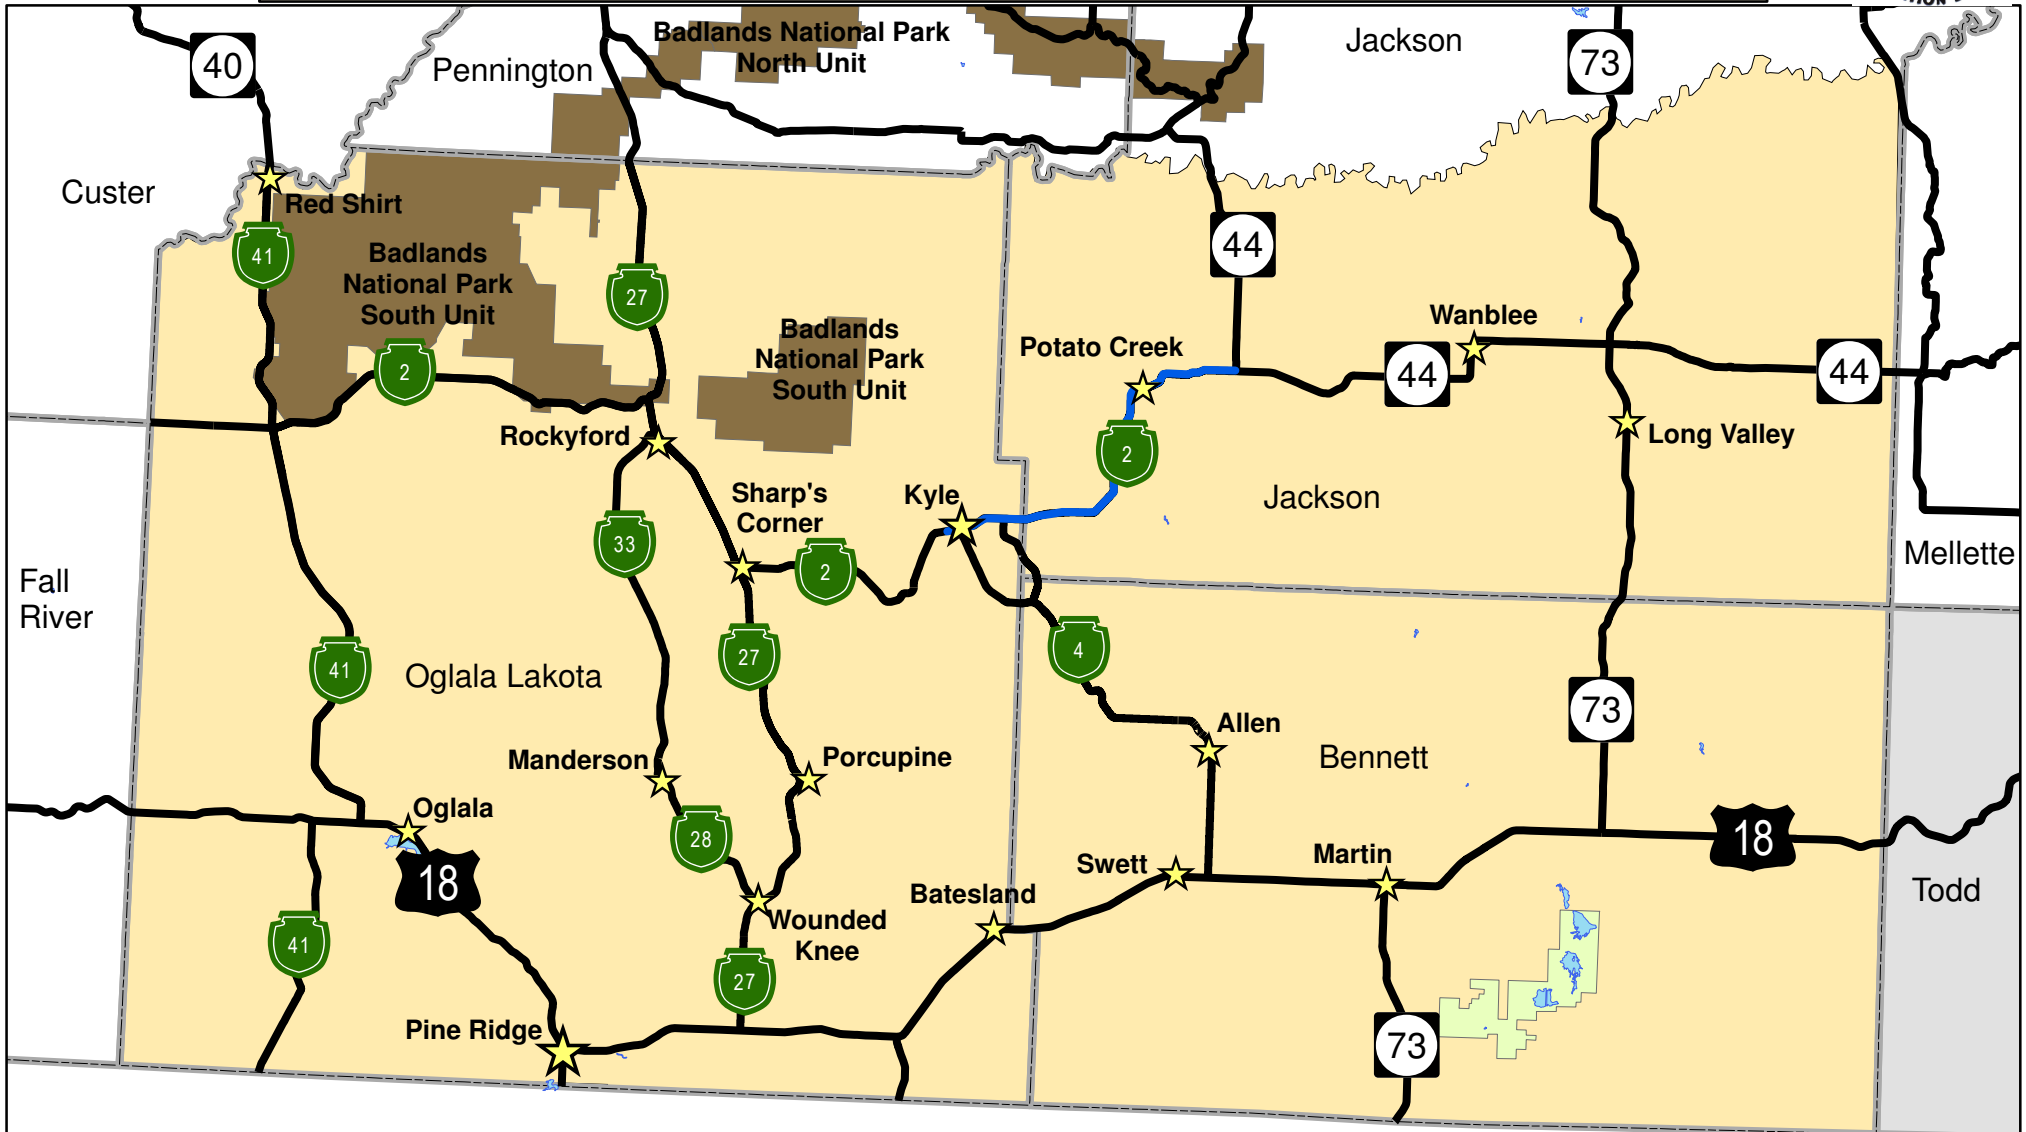 Badlands National Park
North Unit
Jackson
73
40
Pennington
Custer
Red Shirt
41
Badlands
National Park
South Unit
27
44
2
Badlands
National Park
South Unit
Wanblee
Potato Creek
44
44
Rockyford
2
Long Valley
Sharp's
Corner
Kyle
Jackson
33
2
Mellette
Fall
River
41
Oglala Lakota
27
4
73
Allen
Manderson
Porcupine
Bennett
Oglala
28
18
18
Swett
Martin
Batesland
Todd
41
Wounded
Knee
27
Pine Ridge
73